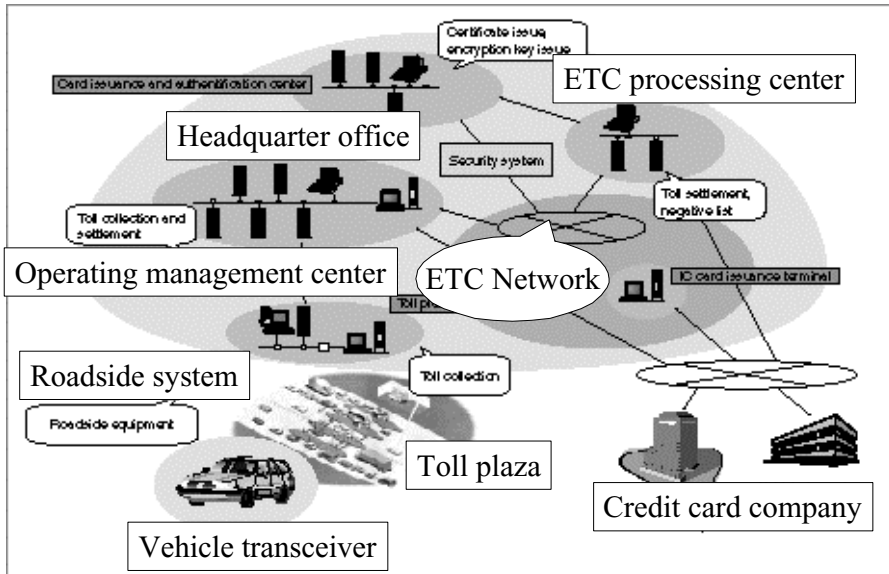 Certificate issue,
encryption key issue
ETC processing center
Card issuance and authentification center
Headquarter office
Security system
Toll settlement,
negative list
Toll collection and
settlement
Operating management center
ETC Network
IC card issuance terminal
Toll
Roadside system
Toll collection
Roadside equipment
Toll plaza
Credit card company
Vehicle transceiver